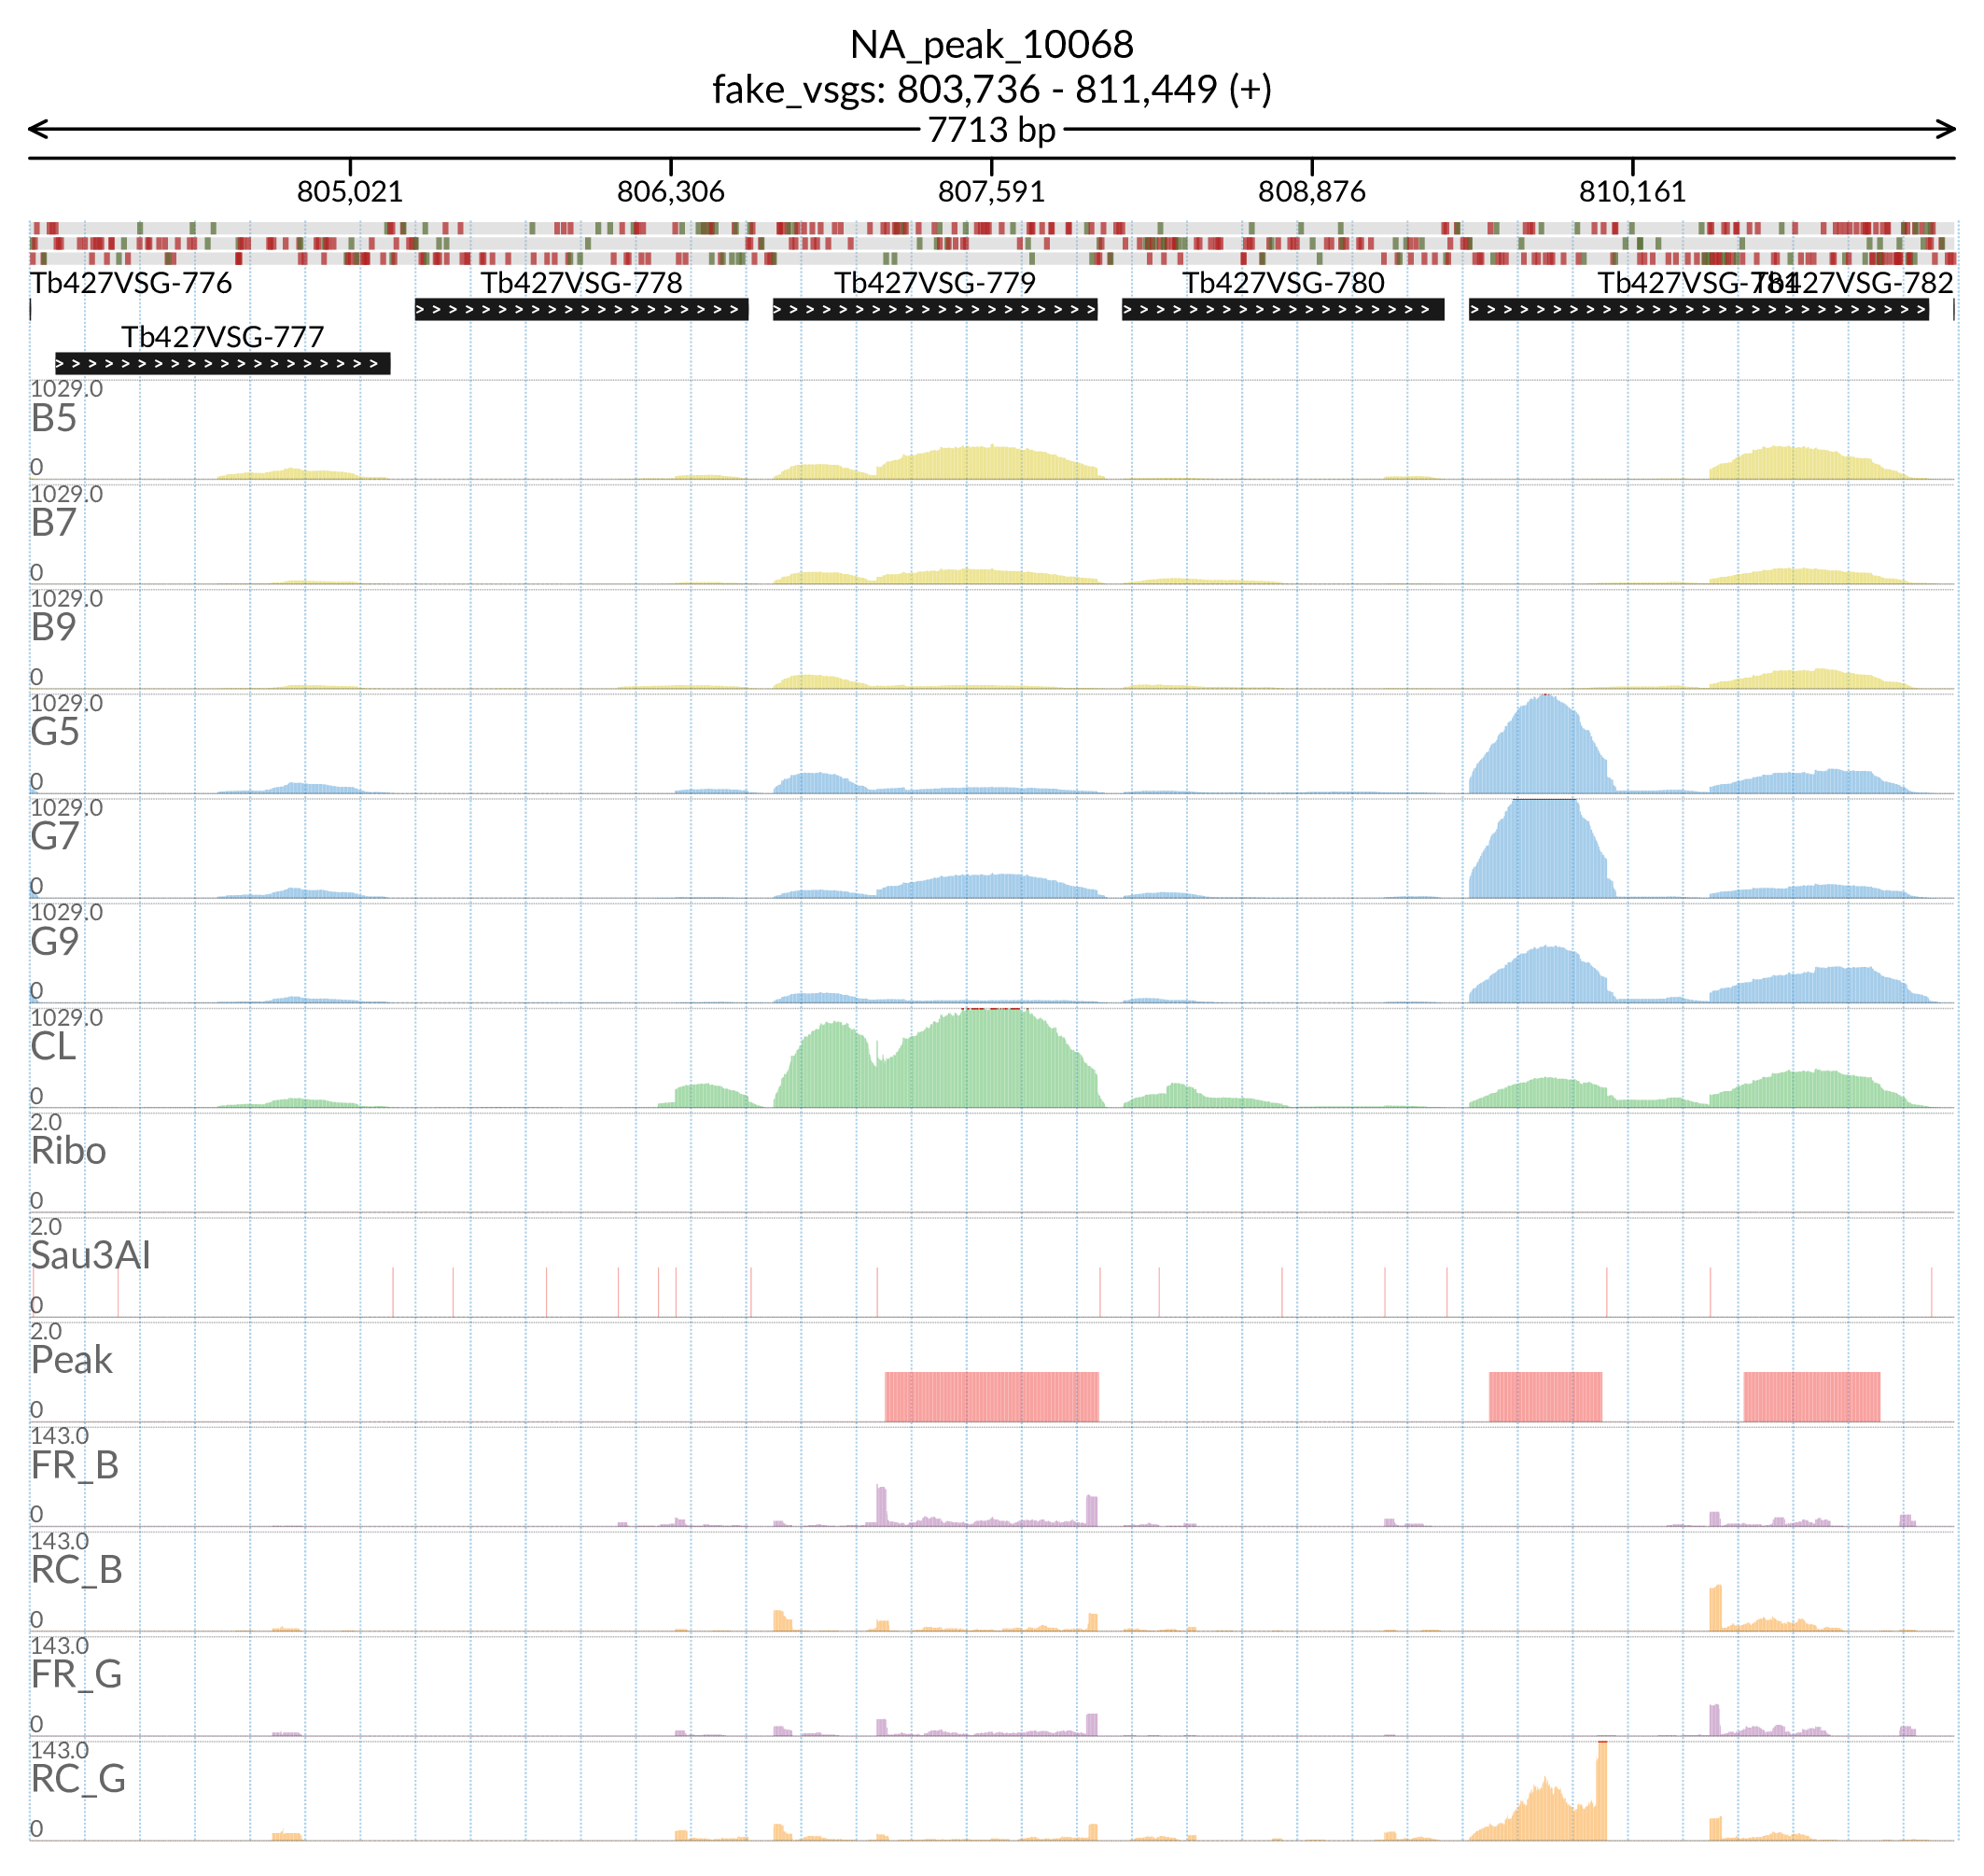 NA_peak_10068
fake_vsgs: 803,736 - 811,449 (+)
7713 bp
805,021 806,306 807,591 808,876 810,161
Tb427VSG-776 Tb427VSG-778 Tb427VSG-779 Tb427VSG-780 Tb427VSG-781 Tb427VSG-782
Tb427VSG-777
1029.0
B5
0
1029.0
B7
0
1029.0
B9
0
1029.0
G5
0
1029.0
G7
0
1029.0
G9
0
1029.0
CL
0
2.0
Ribo
0
2.0
Sau3AI
0
2.0
Peak
0
143.0
FR_B
0
143.0
RC_B
0
143.0
FR_G
0
143.0
RC_G
0